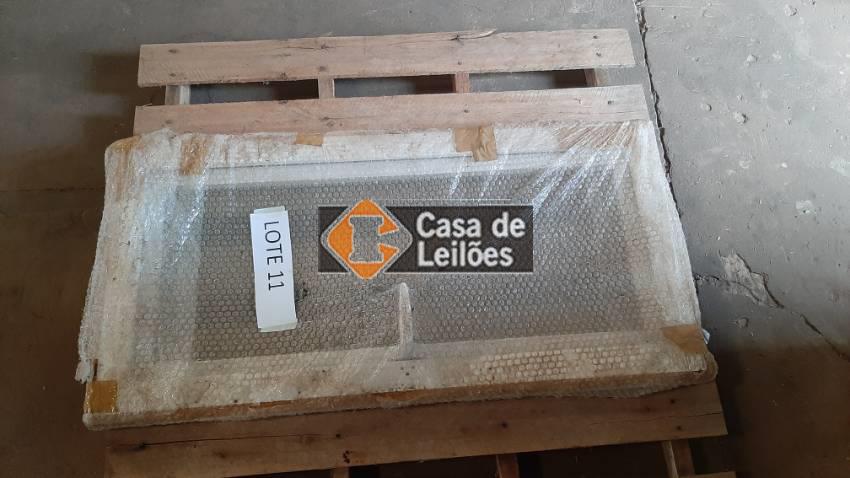 Casa de
Leilões
LOTE 11